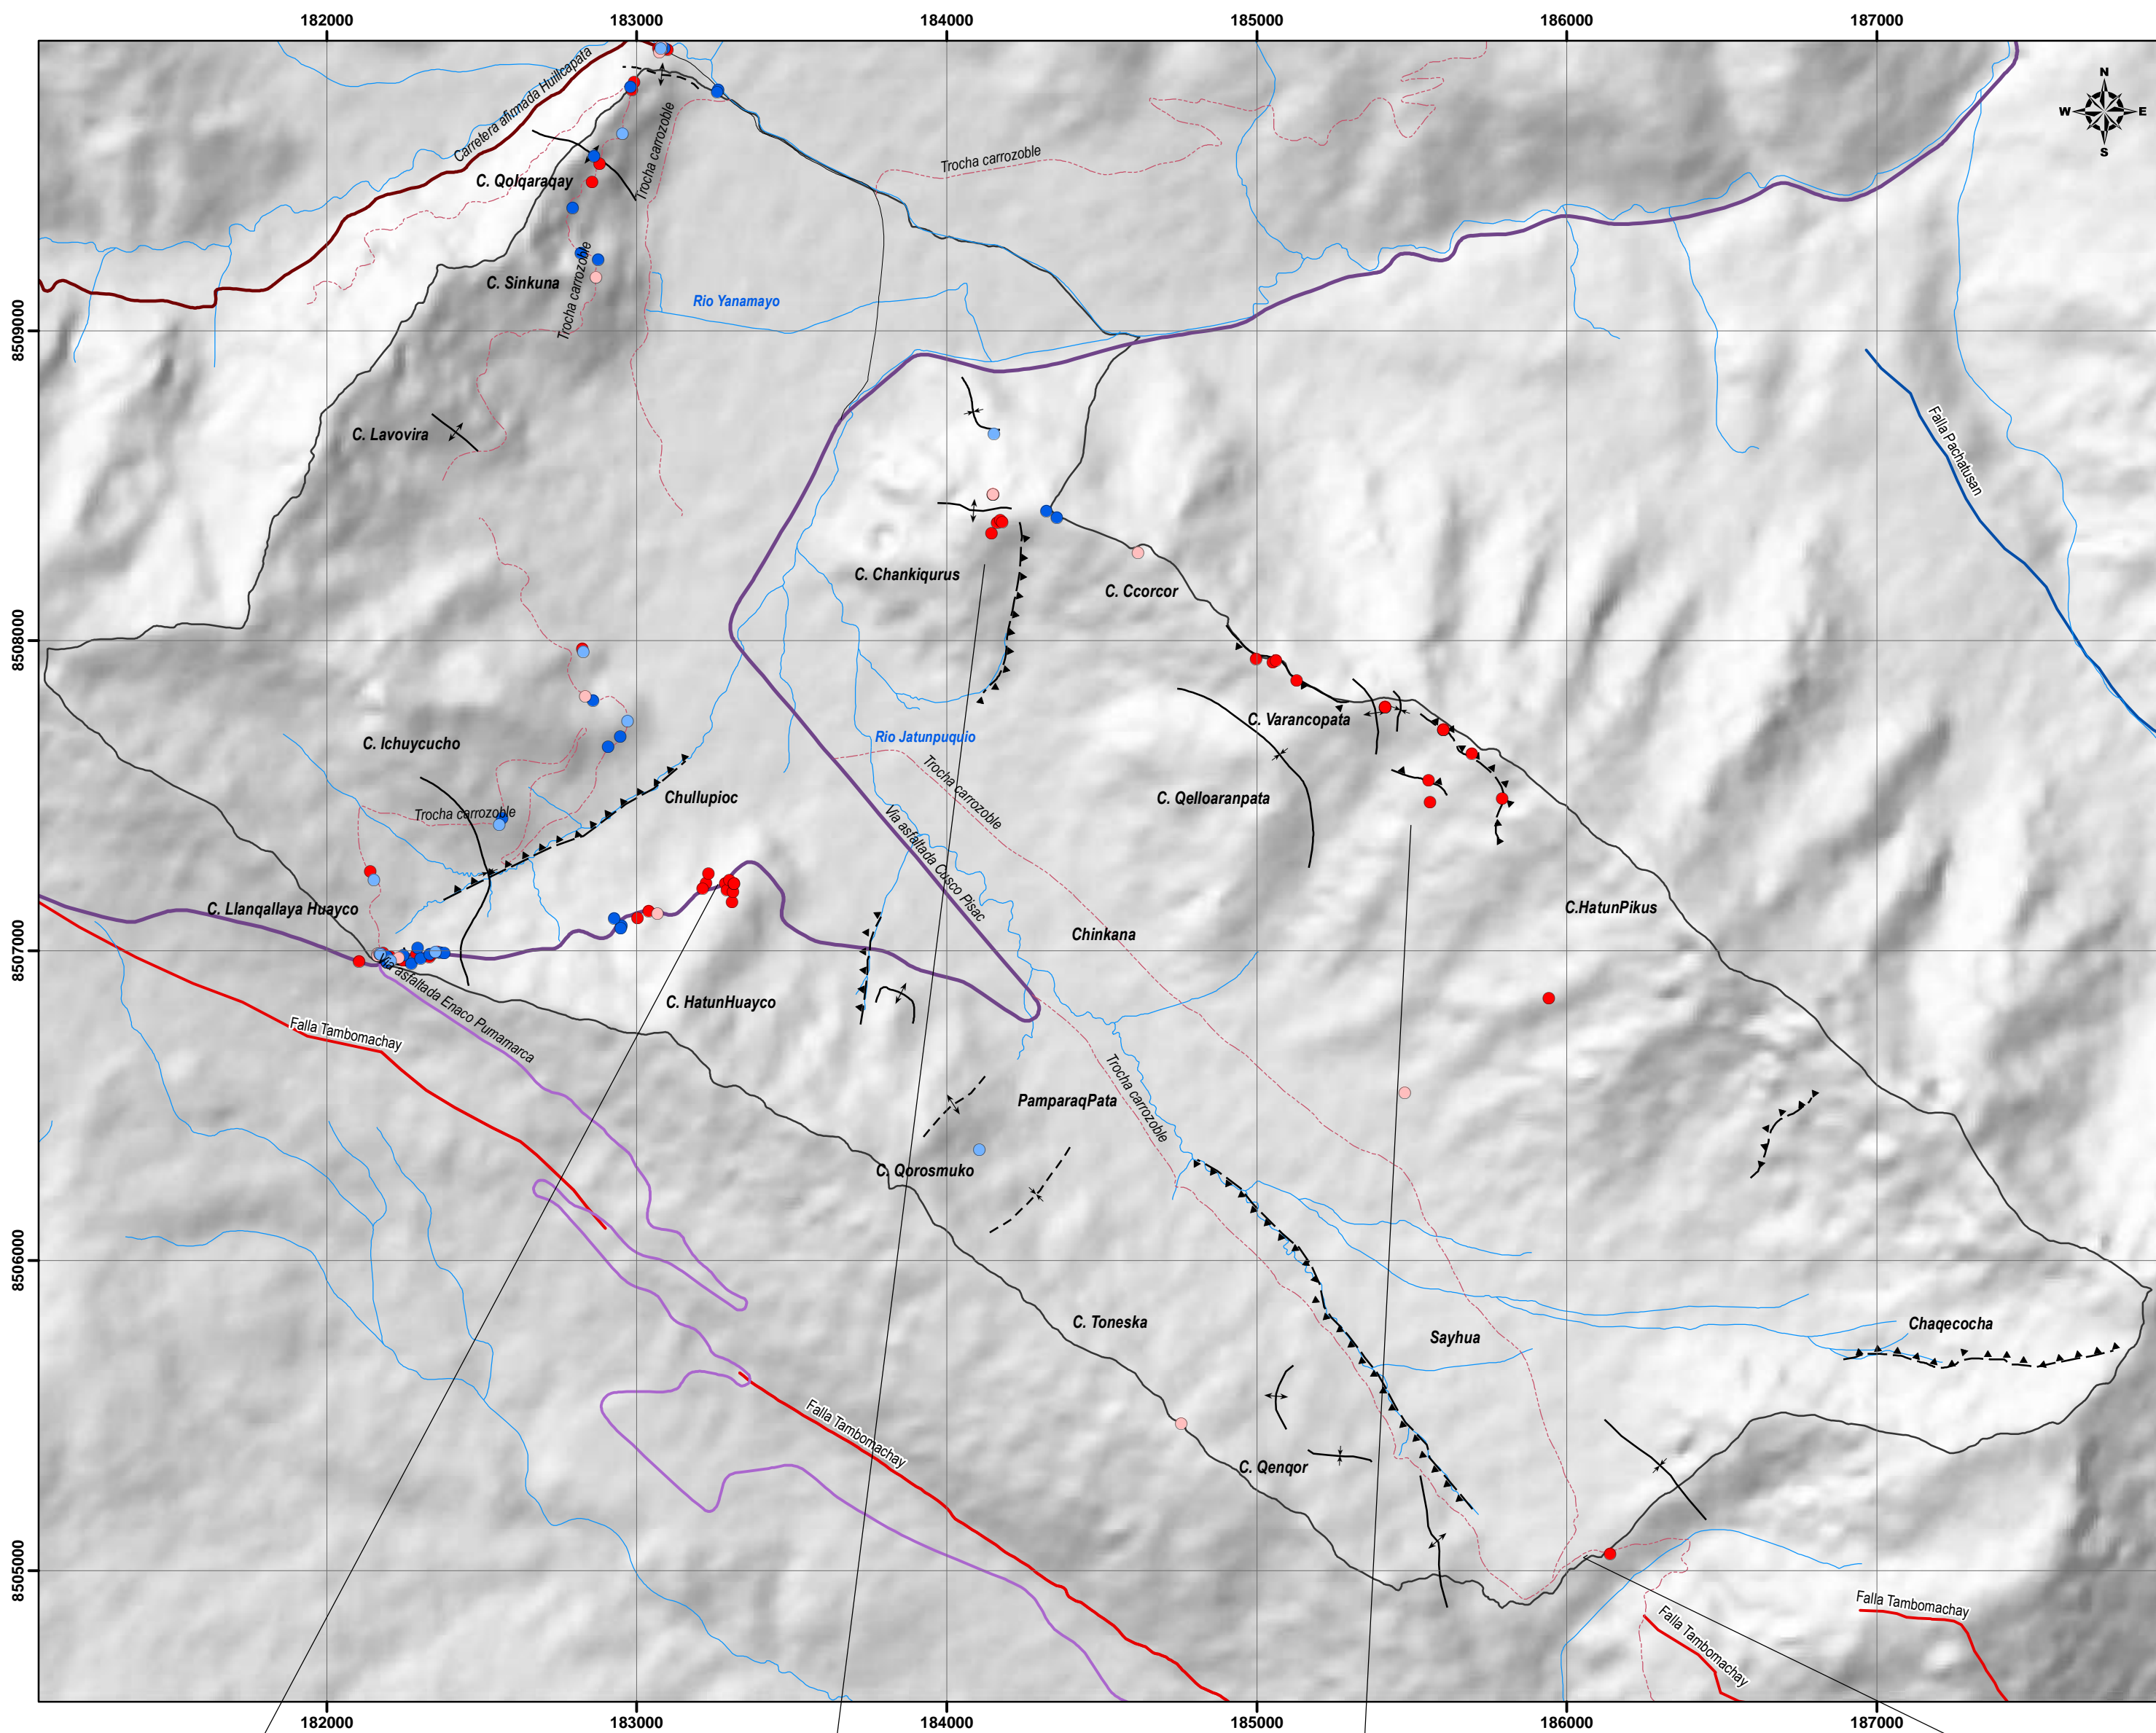 182000 183000 184000 185000 186000 187000
N
W E
S
Carretera afirmada Huillcapata
Trocha carrozoble
Trocha carrozoble
C. Qolqaraqay
8509000
C. Sinkuna
Trocha carrozoble
Rio Yanamayo
C. Lavovira
Falla Pachatusan
C. Chankiqurus
C. Ccorcor
8508000
C. Varancopata
C. Ichuycucho
Rio Jatunpuquio
Trocha carrozoble
C. Qelloaranpata
Chullupioc
Trocha carrozoble
Via asfaltada Cusco Pisac
C. Llanqallaya Huayco
C.HatunPikus
Chinkana
8507000
Via asfaltada Enaco Pumamarca
C. HatunHuayco
Falla Tambomachay
Trocha carrozoble
PamparaqPata
C. Qorosmuko
8506000
C. Toneska
Sayhua
Chaqecocha
Falla Tambomachay
C. Qenqor
8505000
Falla Tambomachay
Falla Tambomachay
182000 183000 184000 185000 186000 187000